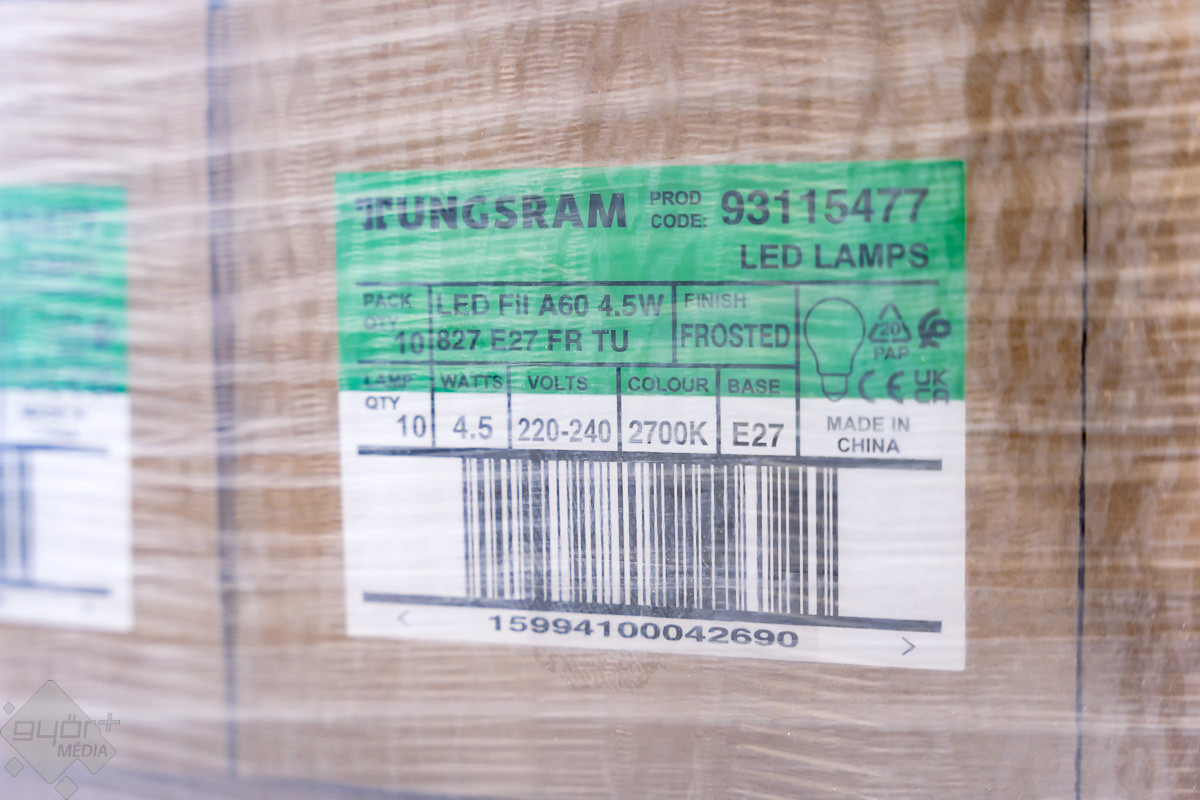 TUNGSRAM PROD CODE: 93115477
LED LAMPS
PACK QTY 10
LED Fil A60 4.5W
827 E27 FR TU
FINISH
FROSTED
20
PAP
CE UK CA
LAMP QTY 10
WATTS 4.5
VOLTS 220-240
COLOUR 2700K
BASE E27
MADE IN
CHINA
< 15994100042690 >
győr+
MÉDIA